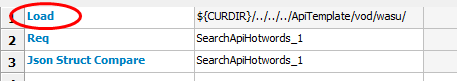 1 Load ${CURDIR}/../../../ApiTemplate/vod/wasu/
2 Req SearchApiHotwords_1
3 Json Struct Compare SearchApiHotwords_1